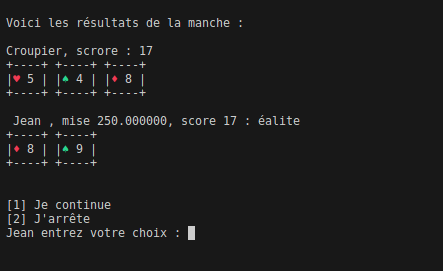 Voici les résultats de la manche :
Croupier, scrore : 17
+----+ +----+ +----+
|♥ 5 | |♠ 4 | |♦ 8 |
+----+ +----+ +----+
Jean , mise 250.000000, score 17 : éalite
+----+ +----+
|♦ 8 | |♠ 9 |
+----+ +----+
[1] Je continue
[2] J'arrête
Jean entrez votre choix :